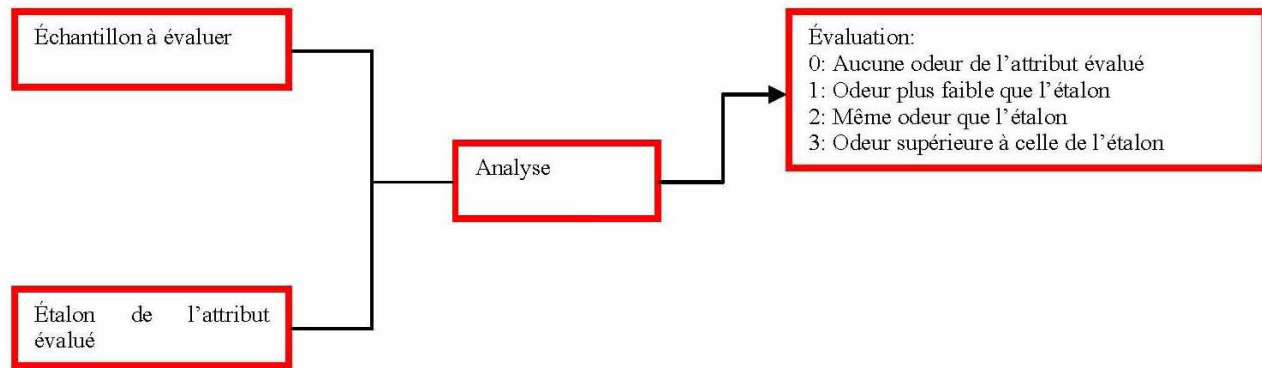 Échantillon à évaluer
Évaluation:
0: Aucune odeur de l’attribut évalué
1: Odeur plus faible que l’étalon
2: Même odeur que l’étalon
3: Odeur supérieure à celle de l’étalon
Analyse
Étalon de l’attribut
évalué